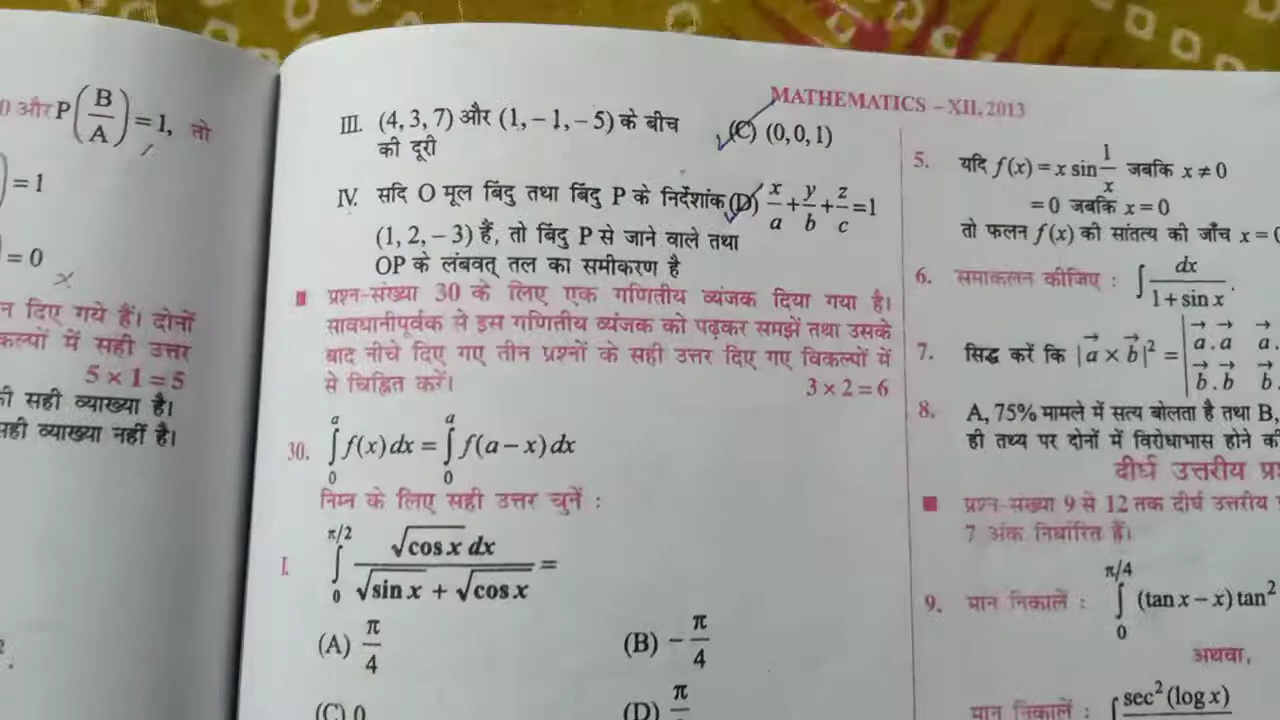 0 और P(B/A) = 1, तो
= 1
= 0
न दिए गये हैं। दोनों
कल्पों में सही उत्तर
5 × 1 = 5
की सही व्याख्या है।
सही व्याख्या नहीं है।
MATHEMATICS – XII, 2013
III. (4, 3, 7) और (1, – 1, – 5) के बीच
की दूरी
(C) (0, 0, 1)
IV. सदि O मूल बिंदु तथा बिंदु P के निर्देशांक
(1, 2, – 3) हैं, तो बिंदु P से जाने वाले तथा
OP के लंबवत् तल का समीकरण है
(D) x/a + y/b + z/c = 1
■ प्रश्न-संख्या 30 के लिए एक गणितीय व्यंजक दिया गया है।
सावधानीपूर्वक से इस गणितीय व्यंजक को पढ़कर समझें तथा उसके
बाद नीचे दिए गए तीन प्रश्नों के सही उत्तर दिए गए विकल्पों में
से चिह्नित करें।
3 × 2 = 6
30. ∫₀ᵃ f(x) dx = ∫₀ᵃ f(a – x) dx
निम्न के लिए सही उत्तर चुनें :
I. ∫₀^(π/2) √cos x dx / (√sin x + √cos x) =
(A) π/4 (B) – π/4
(C) 0 (D) π
5. यदि f(x) = x sin 1/x जबकि x ≠ 0
= 0 जबकि x = 0
तो फलन f(x) की सांतत्य की जाँच x =
6. समाकलन कीजिए : ∫ dx / (1 + sin x) .
7. सिद्ध करें कि |a⃗ × b⃗|² = | a⃗ . a⃗ a⃗ .
b⃗ . b⃗ b⃗ .
8. A, 75% मामले में सत्य बोलता है तथा B,
ही तथ्य पर दोनों में विरोधाभास होने की
दीर्घ उत्तरीय
■ प्रश्न-संख्या 9 से 12 तक दीर्घ उत्तरीय
7 अंक निर्धारित हैं।
9. मान निकालें : ∫₀^(π/4) (tan x – x) tan²
अथवा,
मान निकालें : ∫ sec² (log x)